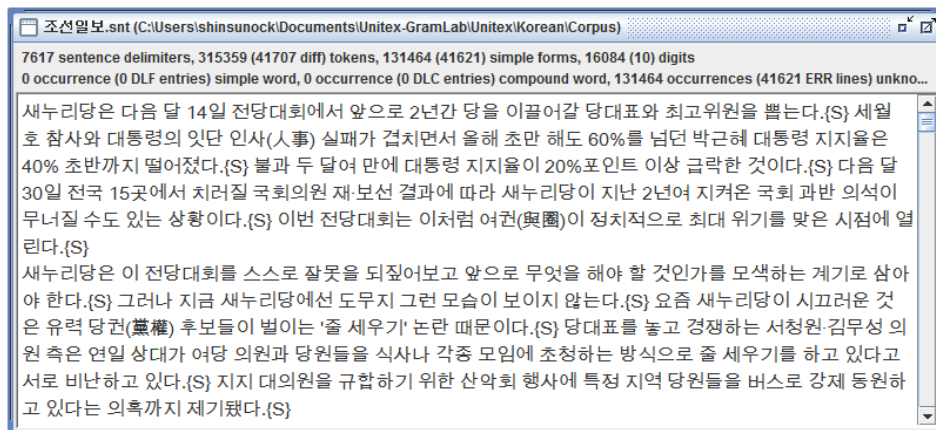 조선일보.snt (C:\Users\shinsunock\Documents\Unitex-GramLab\Unitex\Korean\Corpus)
7617 sentence delimiters, 315359 (41707 diff) tokens, 131464 (41621) simple forms, 16084 (10) digits
0 occurrence (0 DLF entries) simple word, 0 occurrence (0 DLC entries) compound word, 131464 occurrences (41621 ERR lines) unkno...
새누리당은 다음 달 14일 전당대회에서 앞으로 2년간 당을 이끌어갈 당대표와 최고위원을 뽑는다.{S} 세월
호 참사와 대통령의 잇단 인사(人事) 실패가 겹치면서 올해 초만 해도 60%를 넘던 박근혜 대통령 지지율은
40% 초반까지 떨어졌다.{S} 불과 두 달여 만에 대통령 지지율이 20%포인트 이상 급락한 것이다.{S} 다음 달
30일 전국 15곳에서 치러질 국회의원 재·보선 결과에 따라 새누리당이 지난 2년여 지켜온 국회 과반 의석이
무너질 수도 있는 상황이다.{S} 이번 전당대회는 이처럼 여권(與圈)이 정치적으로 최대 위기를 맞은 시점에 열
린다.{S}
새누리당은 이 전당대회를 스스로 잘못을 되짚어보고 앞으로 무엇을 해야 할 것인가를 모색하는 계기로 삼아
야 한다.{S} 그러나 지금 새누리당에선 도무지 그런 모습이 보이지 않는다.{S} 요즘 새누리당이 시끄러운 것
은 유력 당권(黨權) 후보들이 벌이는 '줄 세우기' 논란 때문이다.{S} 당대표를 놓고 경쟁하는 서청원·김무성 의
원 측은 연일 상대가 여당 의원과 당원들을 식사나 각종 모임에 초청하는 방식으로 줄 세우기를 하고 있다고
서로 비난하고 있다.{S} 지지 대의원을 규합하기 위한 산악회 행사에 특정 지역 당원들을 버스로 강제 동원하
고 있다는 의혹까지 제기됐다.{S}